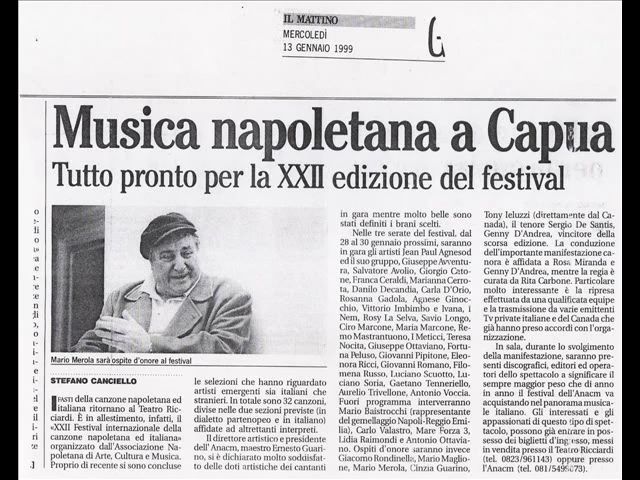 IL MATTINO
MERCOLEDÌ
13 GENNAIO 1999
Musica napoletana a Capua
Tutto pronto per la XXII edizione del festival
Mario Merola sarà ospite d'onore al festival
STEFANO CANCIELLO
I FASTI della canzone napoletana ed
italiana ritornano al Teatro Ric-
ciardi. È in allestimento, infatti, il
«XXII Festival internazionale della
canzone napoletana ed italiana»
organizzato dall'Associazione Na-
poletana di Arte, Cultura e Musica.
Proprio di recente si sono concluse
le selezioni che hanno riguardato
artisti emergenti sia italiani che
stranieri. In totale sono 32 canzoni,
divise nelle due sezioni previste (in
dialetto partenopeo e in italiano)
affidate ad altrettanti interpreti.
Il direttore artistico e presidente
dell'Anacm, maestro Ernesto Guari-
no, si è dichiarato molto soddisfat-
to delle doti artistiche dei cantanti
in gara mentre molto belle sono
stati definiti i brani scelti.
Nelle tre serate del festival, dal
28 al 30 gennaio prossimi, saranno
in gara gli artisti Jean Paul Agnesod
ed il suo gruppo, Giuseppe Avventu-
ra, Salvatore Avolio, Giorgio Cato-
ne, Franca Ceraldi, Marianna Cerro-
ta, Danilo Decandia, Carla D'Orio,
Rosanna Gadola, Agnese Ginoc-
chio, Vittorio Imbimbo e Ivana, i
Nem, Rosy La Selva, Savio Longo,
Ciro Marcone, Maria Marcone, Re-
mo Mastrantuono, I Meticci, Teresa
Nocita, Giuseppe Ottaviano, Fortu-
na Peluso, Giovanni Pipitone, Eleo-
nora Ricci, Giovanni Romano, Filo-
mena Russo, Luciano Scuotto, Lu-
ciano Soria, Gaetano Tenneriello,
Aurelio Trivellone, Antonio Voccia.
Fuori programma interverranno
Mario Baistrocchi (rappresentante
del gemellaggio Napoli-Reggio Emi-
lia), Carlo Valastro, Mare Forza 3,
Lidia Raimondi e Antonio Ottavia-
no. Ospiti d'onore saranno invece
Giacomo Rondinella, Mario Maglio-
ne, Mario Merola, Cinzia Guarino,
Tony Ieluzzi (direttamente dal Ca-
nada), il tenore Sergio De Santis,
Genny D'Andrea, vincitore della
scorsa edizione. La conduzione
dell'importante manifestazione cano-
ra è affidata a Rosa Miranda e
Genny D'Andrea, mentre la regia è
curata da Rita Carbone. Particolare
molto interessante è la ripresa
effettuata da una qualificata equipe
e la trasmissione da varie emittenti
Tv private italiane e del Canada che
già hanno preso accordi con l'orga-
nizzazione.
In sala, durante lo svolgimento
della manifestazione, saranno pre-
senti discografici, editori ed opera-
tori dello spettacolo a significare il
sempre maggior peso che di anno
in anno il festival dell'Anacm va
acquistando nel panorama musica-
le italiano. Gli interessati e gli
appassionati di questo tipo di spet-
tacolo, possono già entrare in pos-
sesso dei biglietti d'ingresso, messi
in vendita presso il Teatro Ricciardi
(tel. 0823/961143) oppure presso
l'Anacm (tel. 081/5495073).